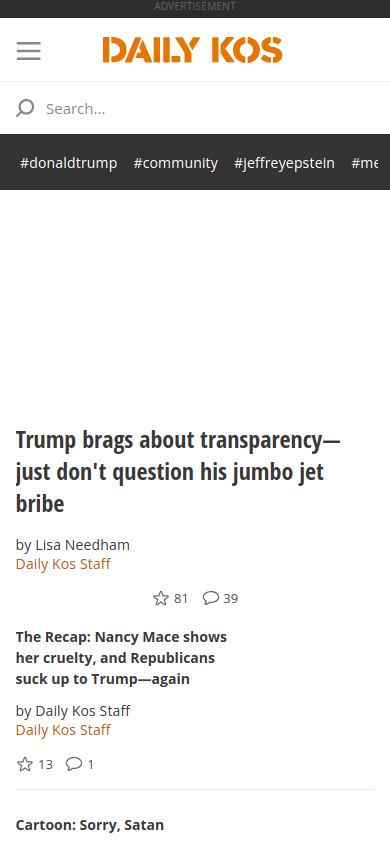 ADVERTISEMENT
DAILY KOS
Search...
#donaldtrump #community #jeffreyepstein #me
Trump brags about transparency—
just don't question his jumbo jet
bribe
by Lisa Needham
Daily Kos Staff
81 39
The Recap: Nancy Mace shows
her cruelty, and Republicans
suck up to Trump—again
by Daily Kos Staff
Daily Kos Staff
13 1
Cartoon: Sorry, Satan